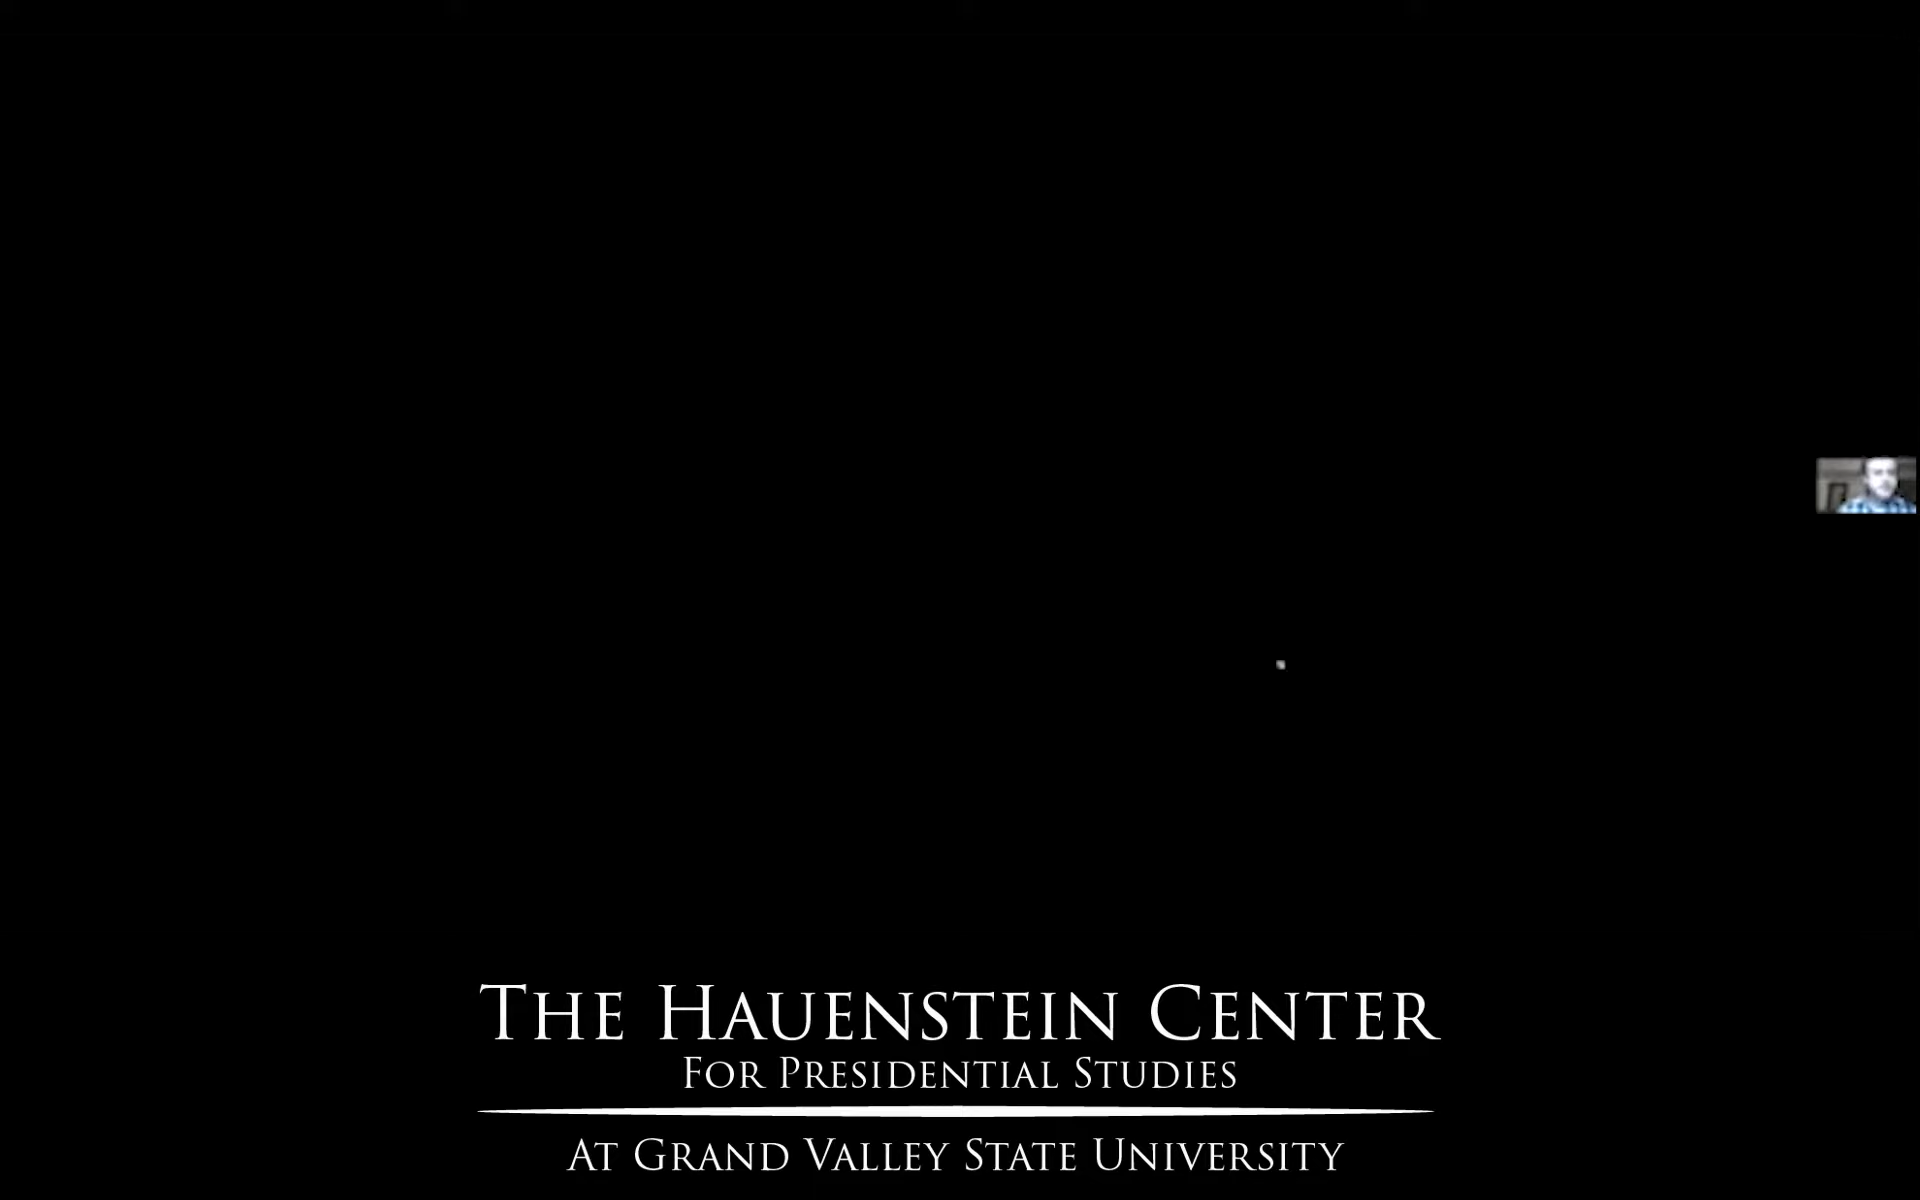 THE HAUENSTEIN CENTER
FOR PRESIDENTIAL STUDIES
AT GRAND VALLEY STATE UNIVERSITY